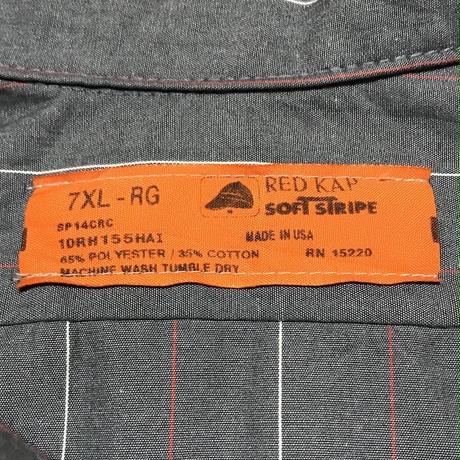 7XL - RG
RED KAP
SOFT STRIPE
SP14CRC
1DRH155HAI
MADE IN USA
65% POLYESTER / 35% COTTON
RN 15220
MACHINE WASH TUMBLE DRY